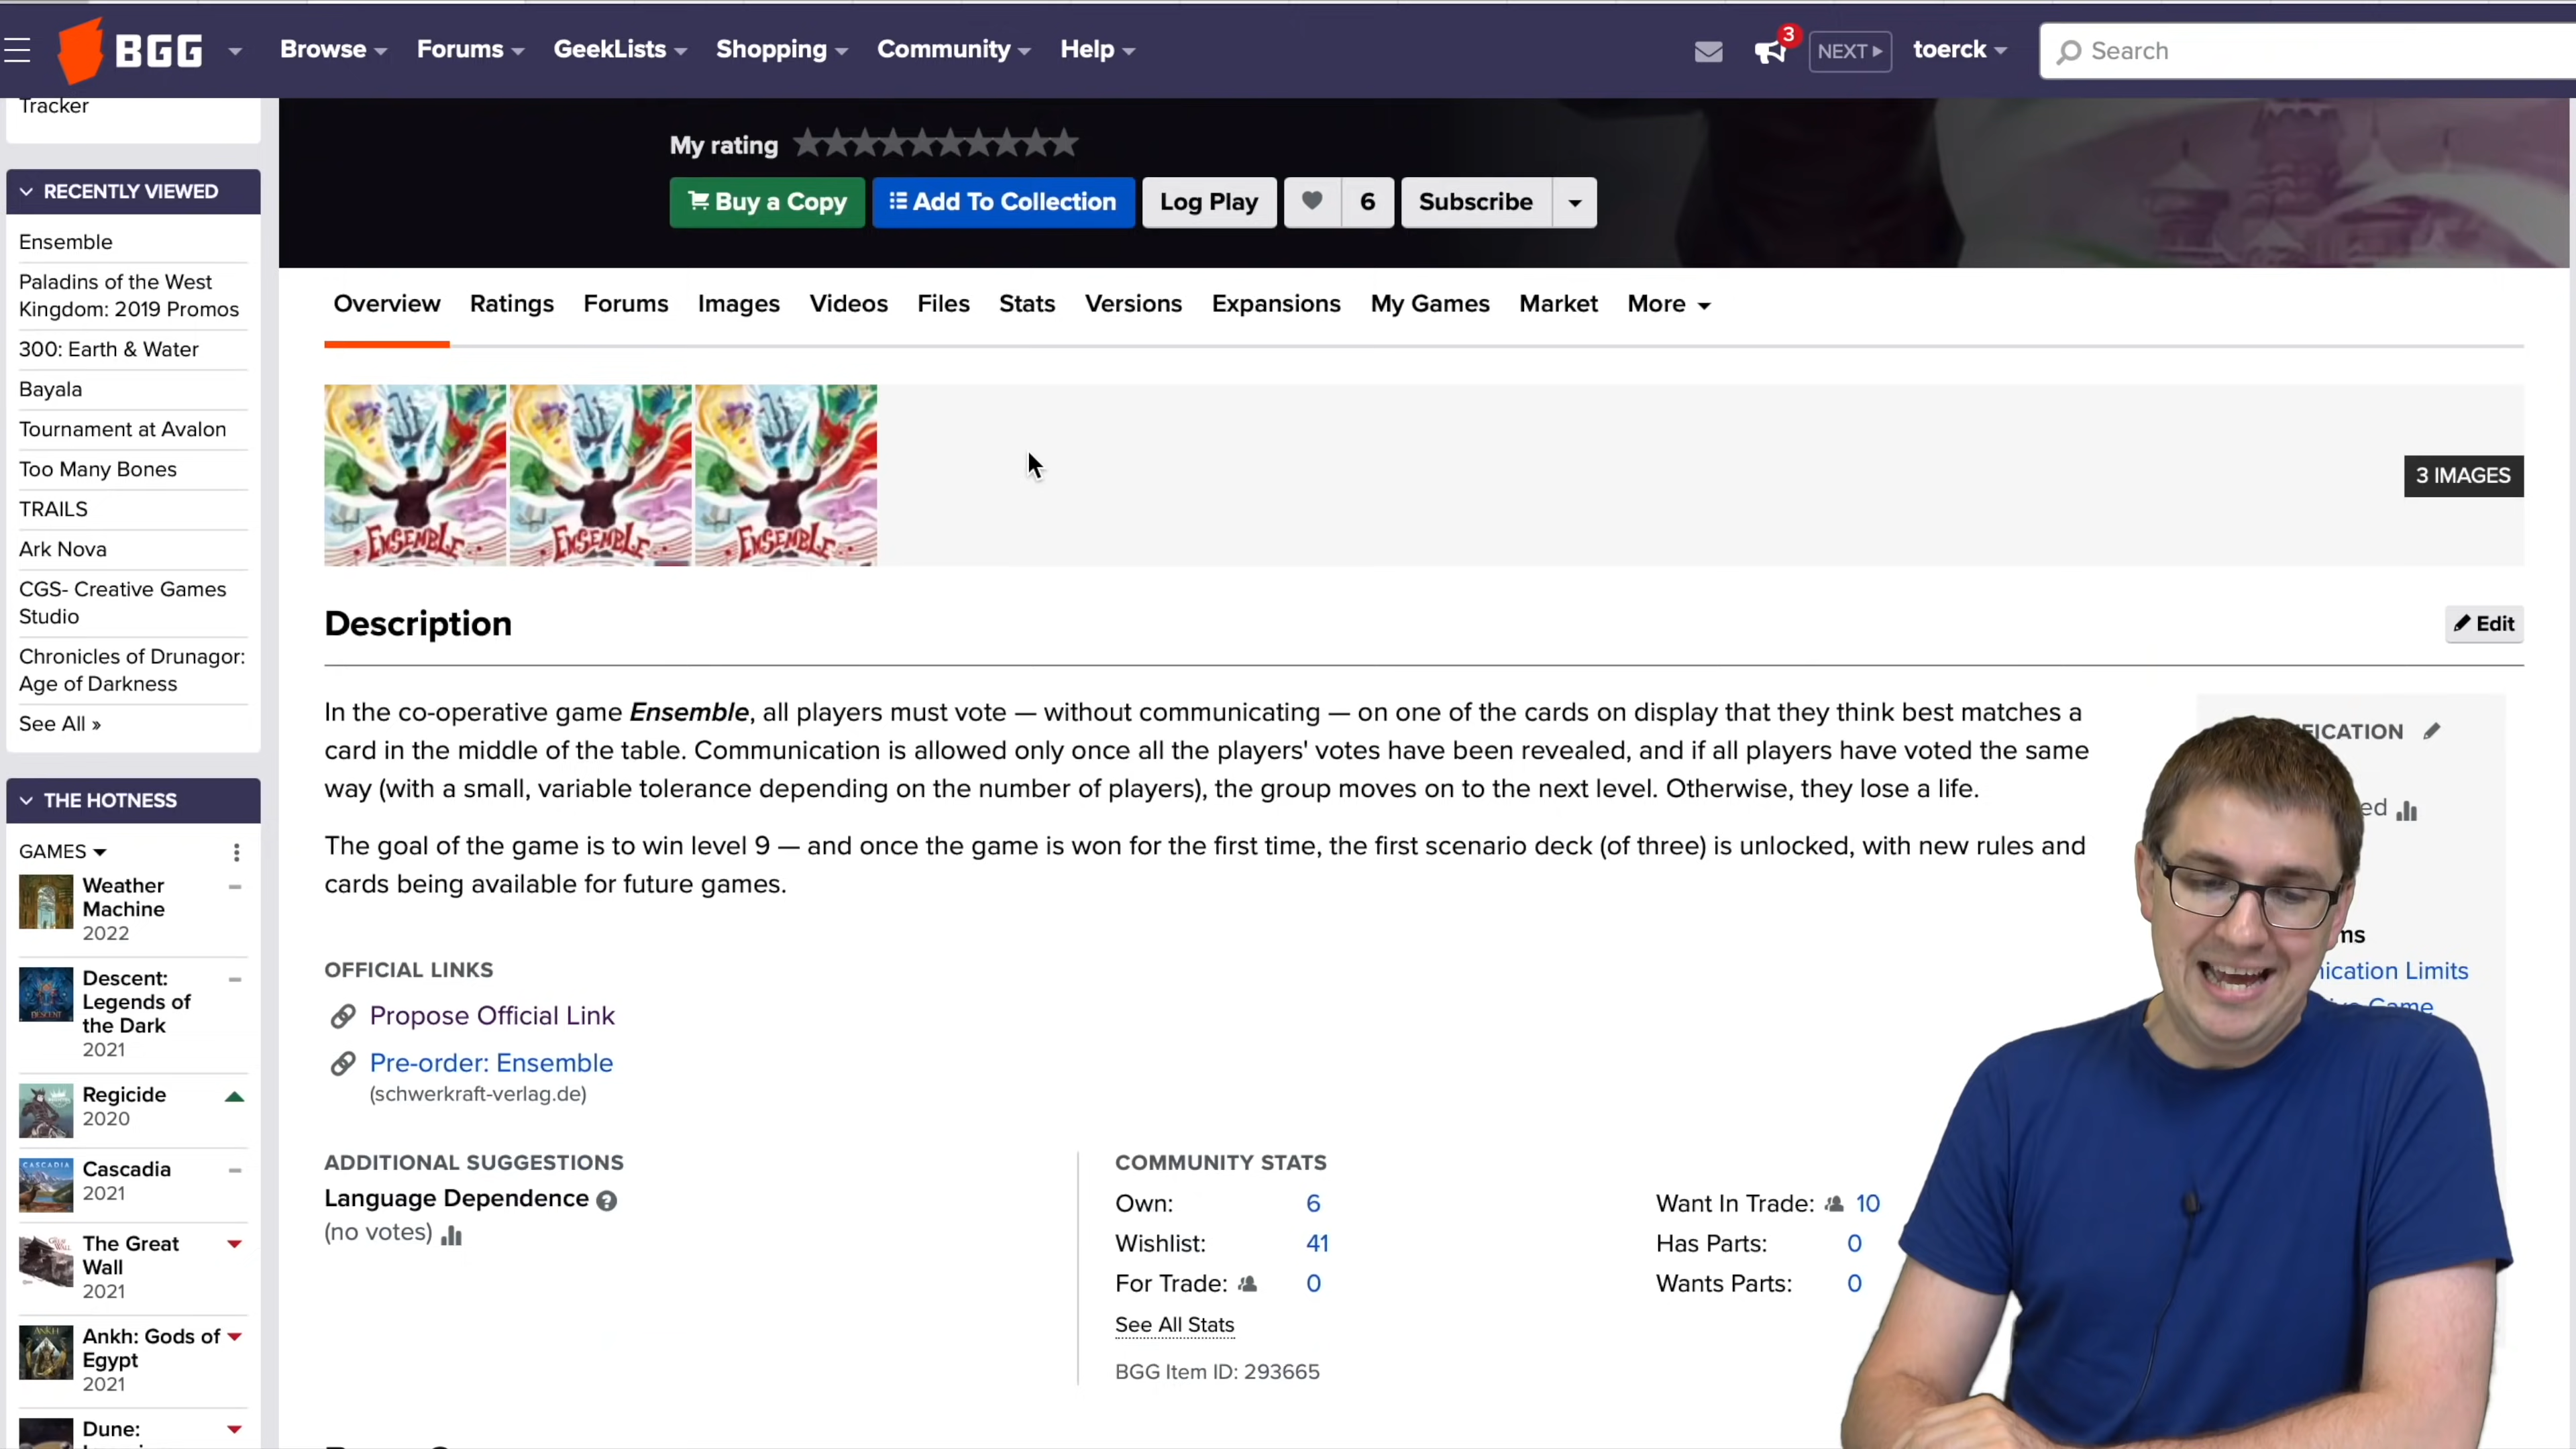 BGG Browse Forums GeekLists Shopping Community Help 3 NEXT toerck Search
Tracker
RECENTLY VIEWED
Ensemble
Paladins of the West
Kingdom: 2019 Promos
300: Earth & Water
Bayala
Tournament at Avalon
Too Many Bones
TRAILS
Ark Nova
CGS- Creative Games
Studio
Chronicles of Drunagor:
Age of Darkness
See All »
THE HOTNESS
GAMES
Weather
Machine
2022
Descent:
Legends of
the Dark
2021
Regicide
2020
Cascadia
2021
The Great
Wall
2021
Ankh: Gods of
Egypt
2021
Dune:
My rating
Buy a Copy Add To Collection Log Play 6 Subscribe
Overview Ratings Forums Images Videos Files Stats Versions Expansions My Games Market More
ENSEMBLE ENSEMBLE ENSEMBLE
3 IMAGES
Description
Edit
In the co-operative game Ensemble, all players must vote — without communicating — on one of the cards on display that they think best matches a
card in the middle of the table. Communication is allowed only once all the players' votes have been revealed, and if all players have voted the same
way (with a small, variable tolerance depending on the number of players), the group moves on to the next level. Otherwise, they lose a life.
The goal of the game is to win level 9 — and once the game is won for the first time, the first scenario deck (of three) is unlocked, with new rules and
cards being available for future games.
OFFICIAL LINKS
Propose Official Link
Pre-order: Ensemble
(schwerkraft-verlag.de)
ADDITIONAL SUGGESTIONS
Language Dependence
(no votes)
COMMUNITY STATS
Own: 6
Wishlist: 41
For Trade: 0
See All Stats
BGG Item ID: 293665
Want In Trade: 10
Has Parts: 0
Wants Parts: 0
Limits
Game